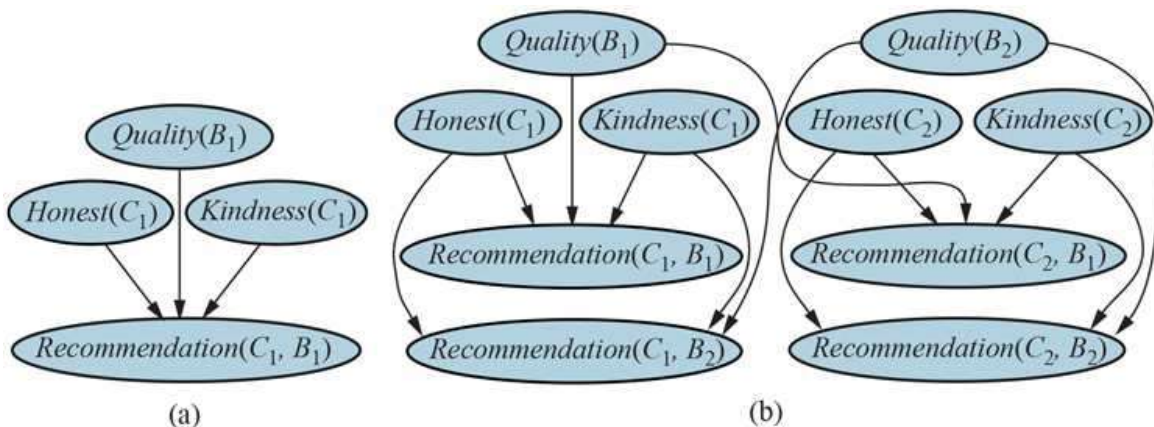 Quality(B₁)
Honest(C₁) Kindness(C₁)
Recommendation(C₁, B₁)
(a)
Quality(B₁) Quality(B₂)
Honest(C₁) Kindness(C₁) Honest(C₂) Kindness(C₂)
Recommendation(C₁, B₁) Recommendation(C₂, B₁)
Recommendation(C₁, B₂) Recommendation(C₂, B₂)
(b)